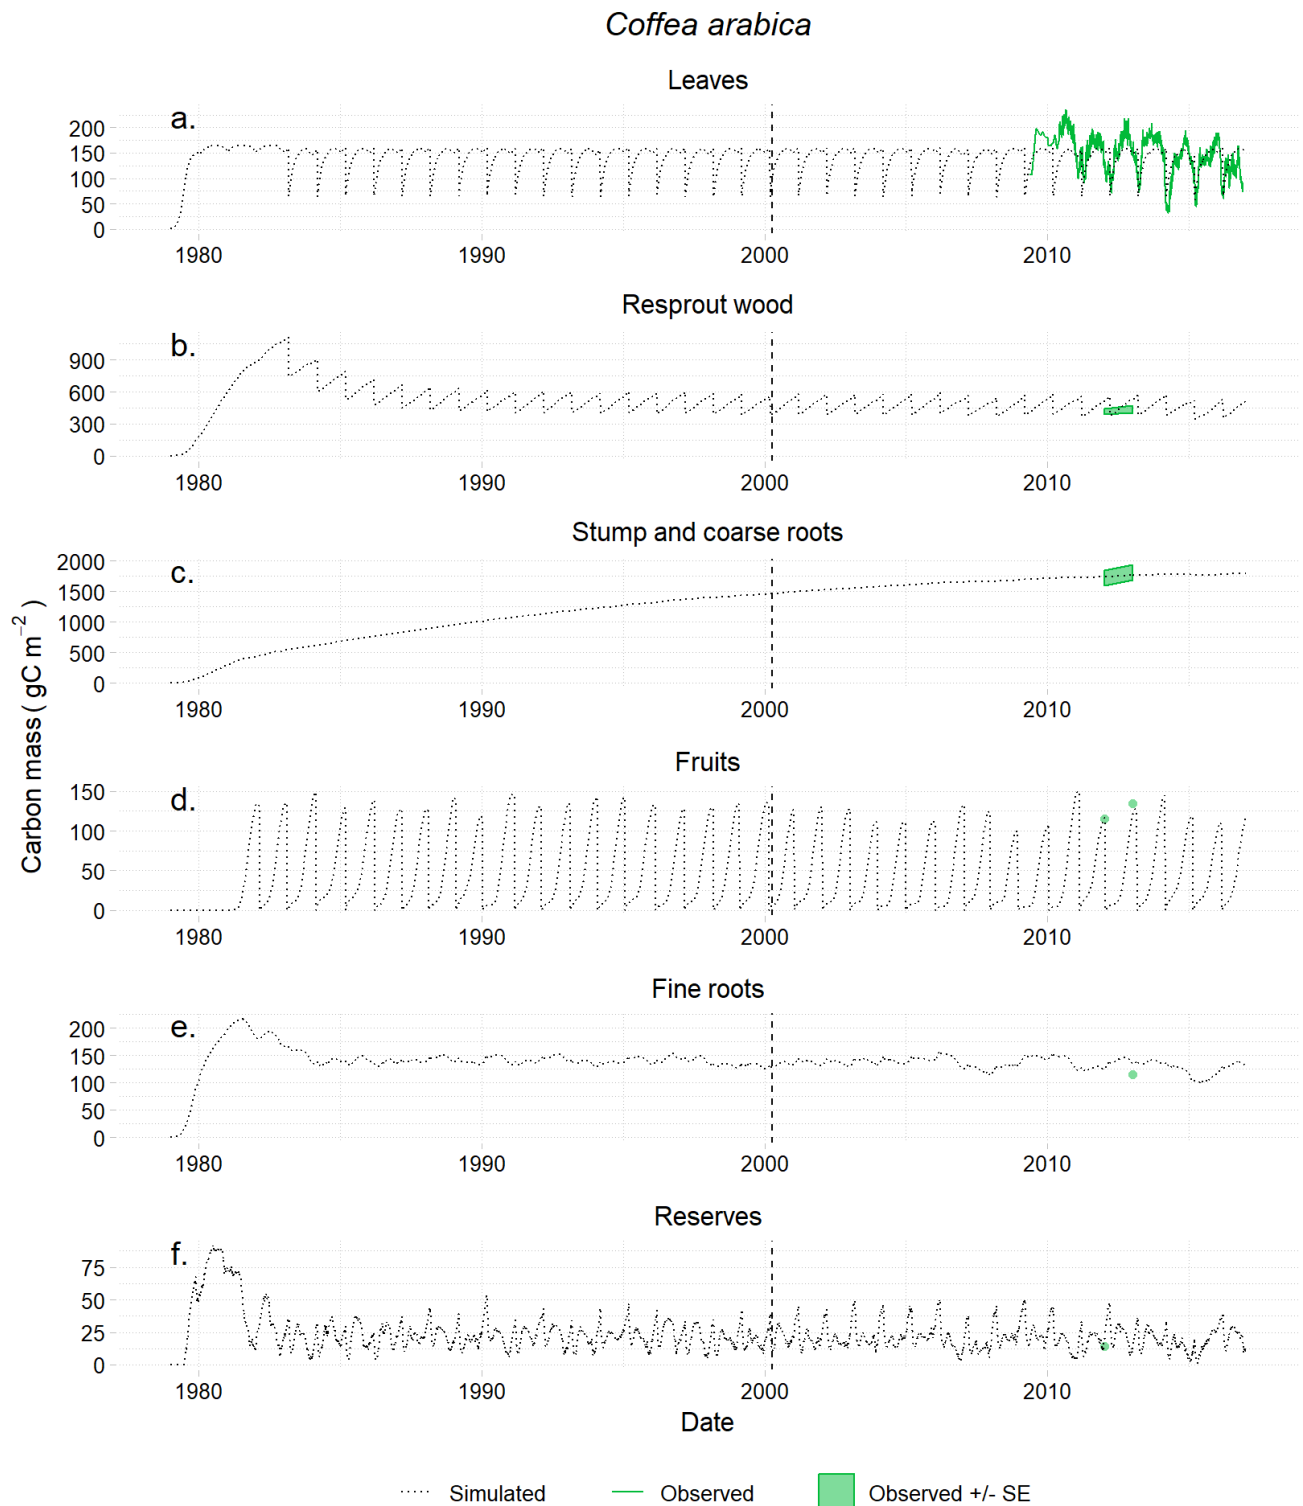 Coffea arabica
Leaves
a.
200
150
100
50
0
1980 1990 2000 2010
Resprout wood
b.
900
600
300
0
1980 1990 2000 2010
Stump and coarse roots
c.
2000
1500
1000
500
0
1980 1990 2000 2010
Carbon mass ( gC m⁻² )
Fruits
d.
150
100
50
0
1980 1990 2000 2010
Fine roots
e.
200
150
100
50
0
1980 1990 2000 2010
Reserves
f.
75
50
25
0
1980 1990 2000 2010
Date
Simulated Observed Observed +/- SE